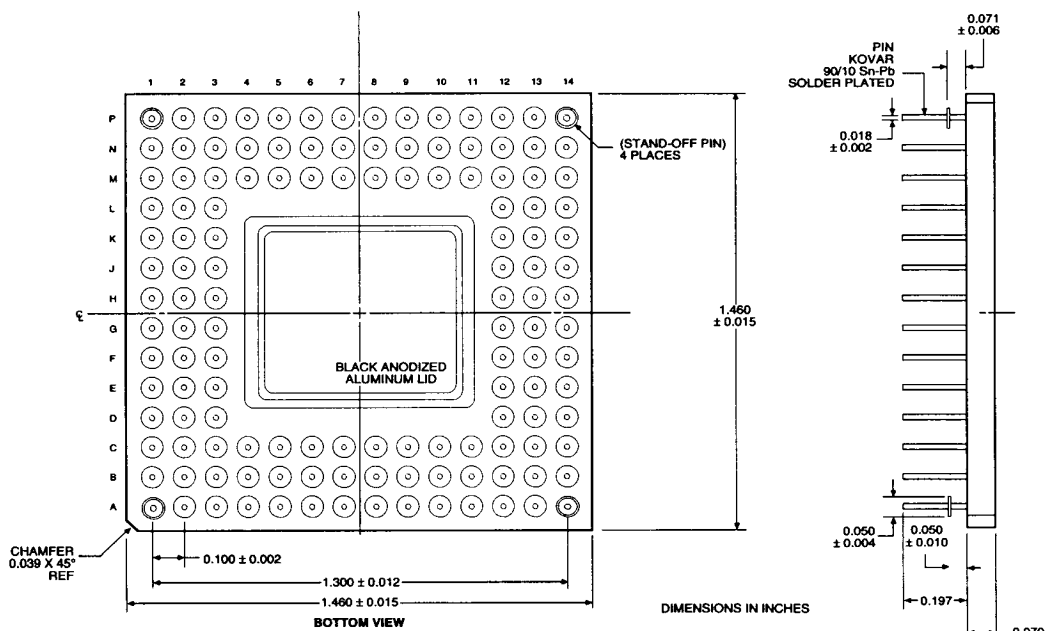 0.071
± 0.006
PIN
KOVAR
90/10 Sn-Pb
SOLDER PLATED
1 2 3 4 5 6 7 8 9 10 11 12 13 14
P
N
M
L
K
J
H
G
F
E
D
C
B
A
(STAND-OFF PIN)
4 PLACES
0.018
± 0.002
℄
1.460
± 0.015
BLACK ANODIZED
ALUMINUM LID
CHAMFER
0.039 X 45°
REF
0.100 ± 0.002
1.300 ± 0.012
1.460 ± 0.015
BOTTOM VIEW
DIMENSIONS IN INCHES
0.050
± 0.004
0.050
± 0.010
0.197